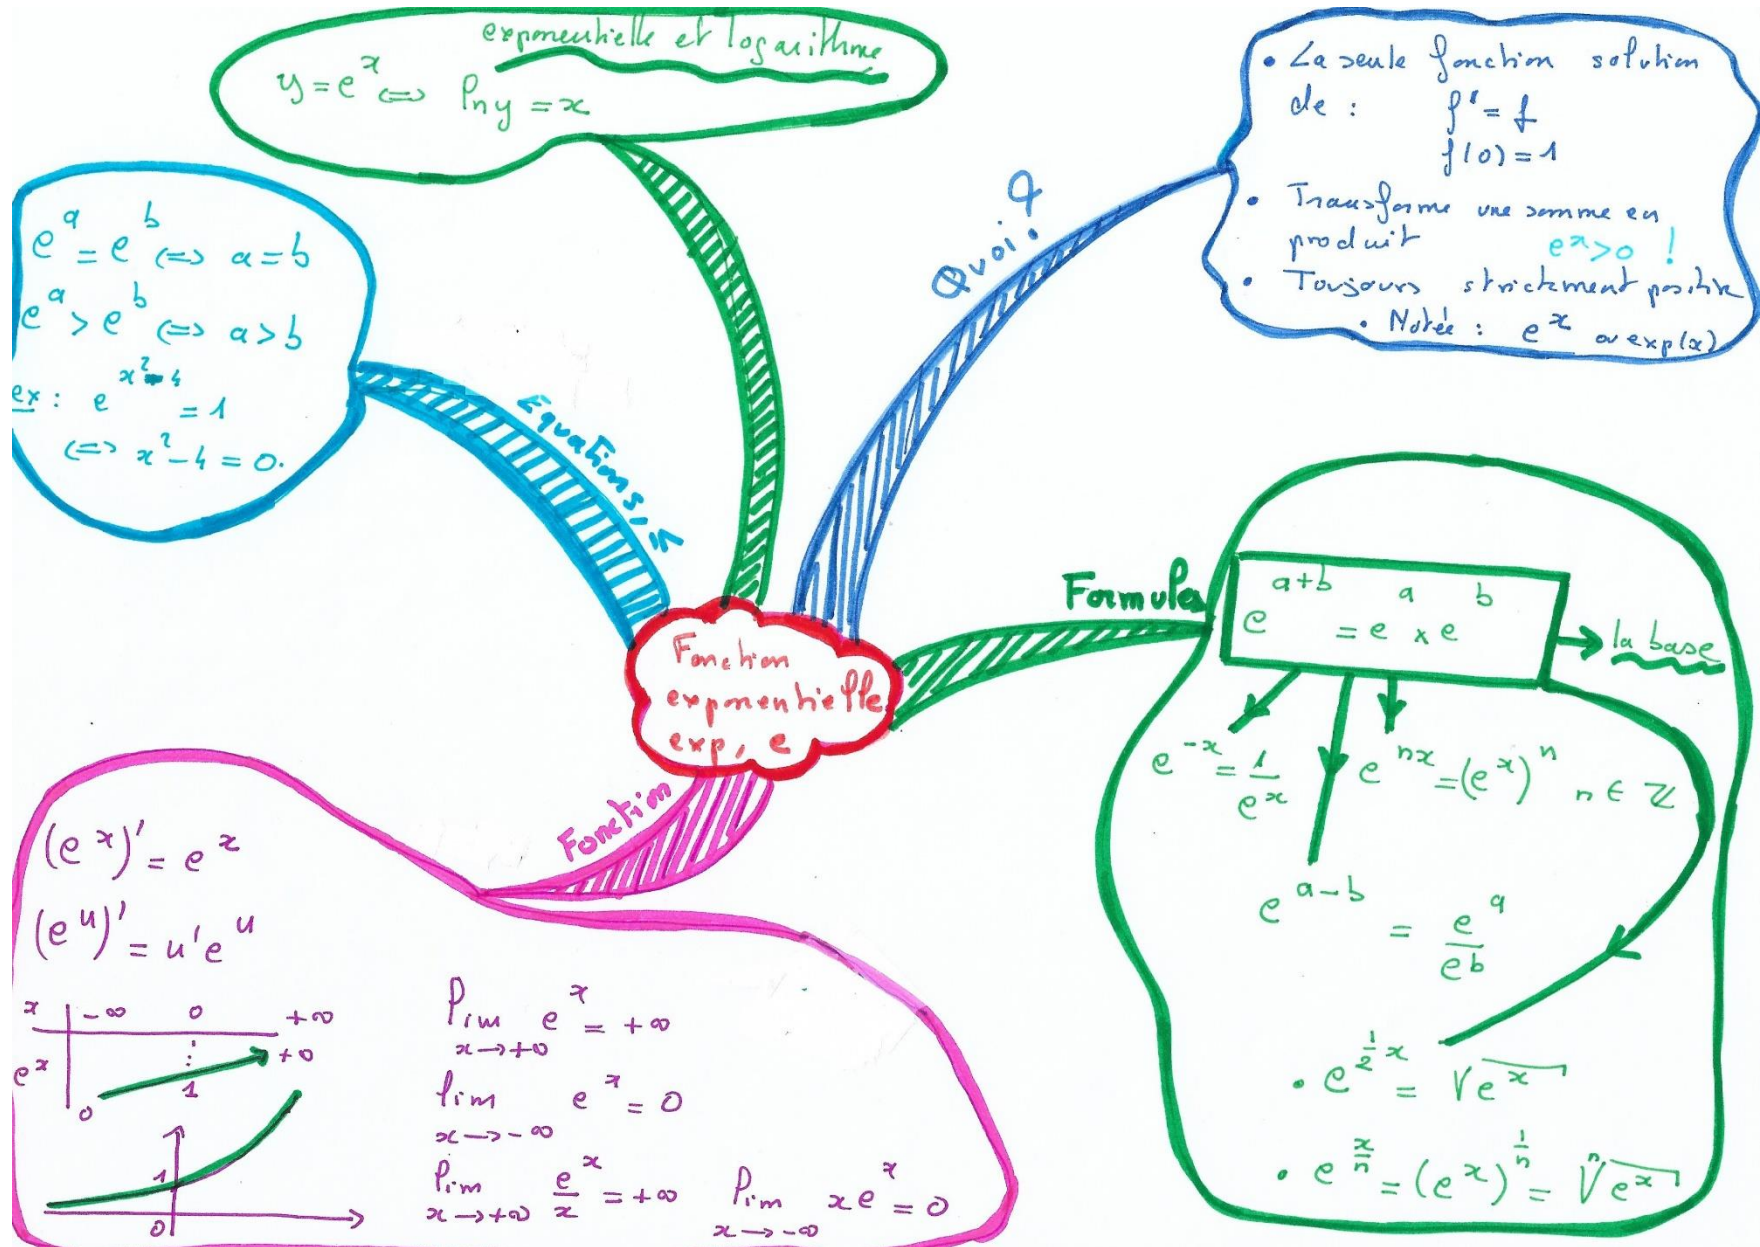 exponentielle et logarithme
y = e^x <=> ln y = x
Quoi ?
• La seule fonction solution
de : f' = f
f(0) = 1
• Transforme une somme en
produit
e^x > 0 !
• Toujours strictement positive
• Notée : e^x ou exp(x)
e^a = e^b <=> a = b
e^a > e^b <=> a > b
ex : e^(x²-4) = 1
<=> x² - 4 = 0.
Equations,
Fonction
exponentielle
exp, e
Formules
e^(a+b) = e^a x e^b
la base
e^(-x) = 1/e^x
e^(nx) = (e^x)^n n ∈ ℤ
e^(a-b) = e^a/e^b
• e^(1/2 x) = √(e^x)
• e^(x/n) = (e^x)^(1/n) = ⁿ√(e^x)
Fonction
(e^x)' = e^x
(e^u)' = u'e^u
x -∞ 0 +∞
e^x 0 1 +∞
1
0
lim e^x = +∞
x→+∞
lim e^x = 0
x→-∞
lim e^x/x = +∞
x→+∞
lim xe^x = 0
x→-∞